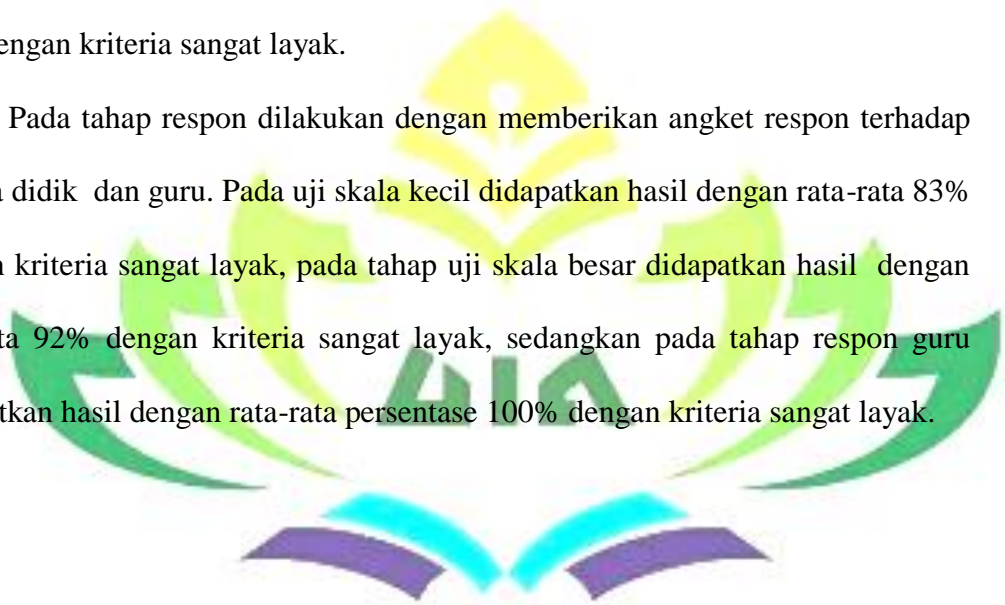 engan kriteria sangat layak.
Pada tahap respon dilakukan dengan memberikan angket respon terhadap
didik dan guru. Pada uji skala kecil didapatkan hasil dengan rata-rata 83%
kriteria sangat layak, pada tahap uji skala besar didapatkan hasil dengan
92% dengan kriteria sangat layak, sedangkan pada tahap respon guru
tkan hasil dengan rata-rata persentase 100% dengan kriteria sangat layak.
UIN